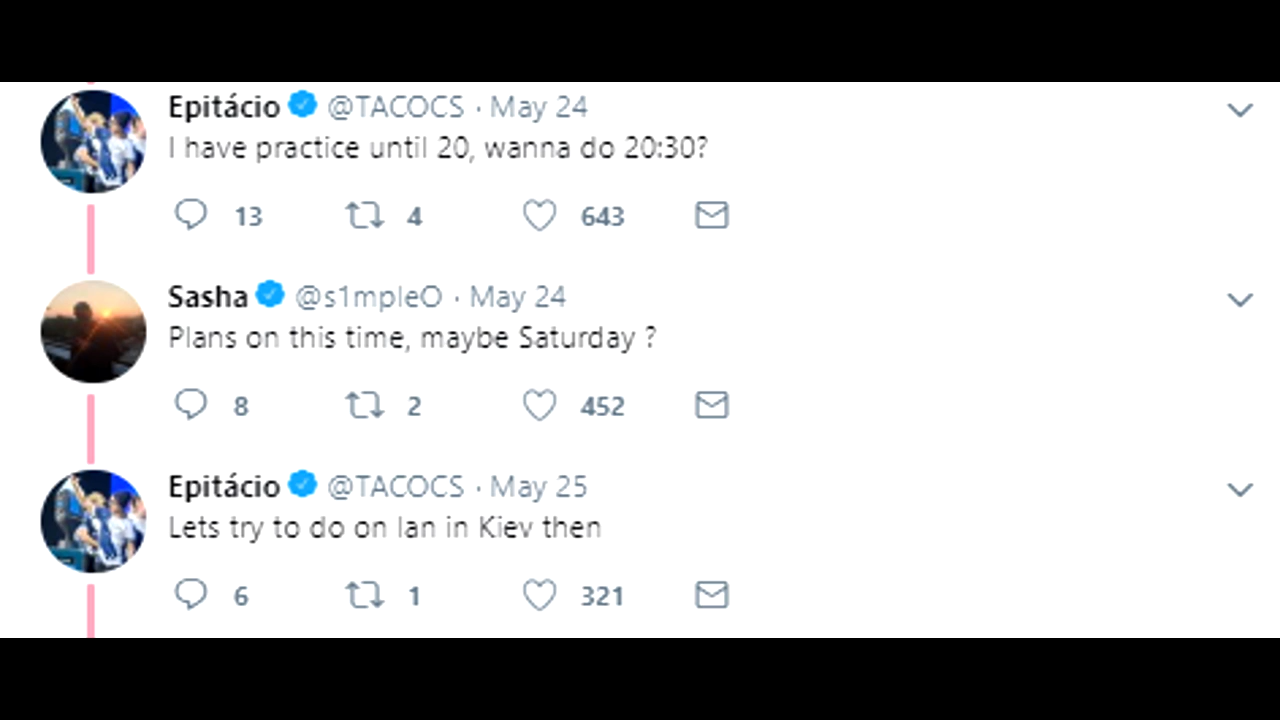 Epitácio @TACOCS · May 24
I have practice until 20, wanna do 20:30?
13 4 643
Sasha @s1mpleO · May 24
Plans on this time, maybe Saturday ?
8 2 452
Epitácio @TACOCS · May 25
Lets try to do on lan in Kiev then
6 1 321